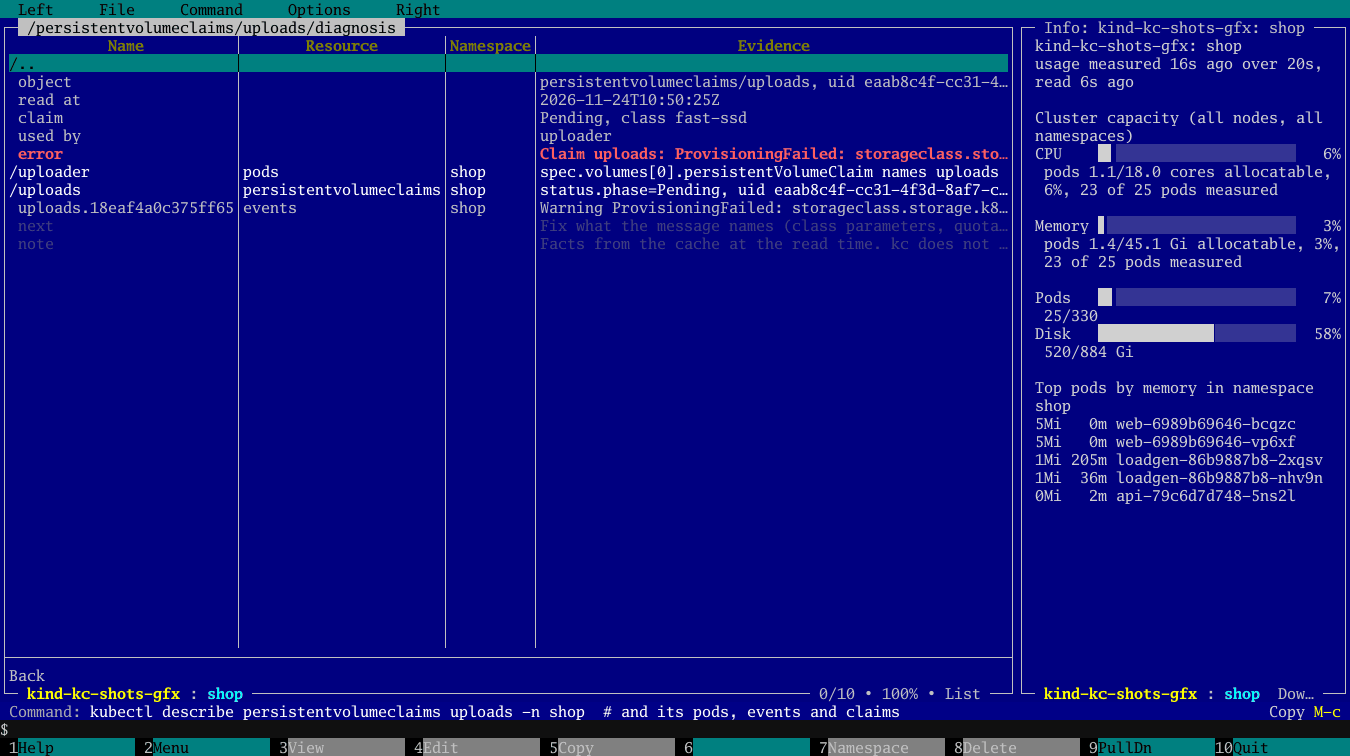 Left File Command Options Right
/persistentvolumeclaims/uploads/diagnosis
Name Resource Namespace Evidence
/..
object persistentvolumeclaims/uploads, uid eaab8c4f-cc31-4…
read at 2026-11-24T10:50:25Z
claim Pending, class fast-ssd
used by uploader
error Claim uploads: ProvisioningFailed: storageclass.sto…
/uploader pods shop spec.volumes[0].persistentVolumeClaim names uploads
/uploads persistentvolumeclaims shop status.phase=Pending, uid eaab8c4f-cc31-4f3d-8af7-c…
uploads.18eaf4a0c375ff65 events shop Warning ProvisioningFailed: storageclass.storage.k8…
next Fix what the message names (class parameters, quota…
note Facts from the cache at the read time. kc does not …
Back
kind-kc-shots-gfx : shop 0/10 • 100% • List
Info: kind-kc-shots-gfx: shop
kind-kc-shots-gfx: shop
usage measured 16s ago over 20s,
read 6s ago
Cluster capacity (all nodes, all
namespaces)
CPU 6%
pods 1.1/18.0 cores allocatable,
6%, 23 of 25 pods measured
Memory 3%
pods 1.4/45.1 Gi allocatable, 3%,
23 of 25 pods measured
Pods 7%
25/330
Disk 58%
520/884 Gi
Top pods by memory in namespace
shop
5Mi 0m web-6989b69646-bcqzc
5Mi 0m web-6989b69646-vp6xf
1Mi 205m loadgen-86b9887b8-2xqsv
1Mi 36m loadgen-86b9887b8-nhv9n
0Mi 2m api-79c6d7d748-5ns2l
kind-kc-shots-gfx : shop Dow…
Command: kubectl describe persistentvolumeclaims uploads -n shop # and its pods, events and claims
Copy M-c
$
1Help 2Menu 3View 4Edit 5Copy 6 7Namespace 8Delete 9PullDn 10Quit